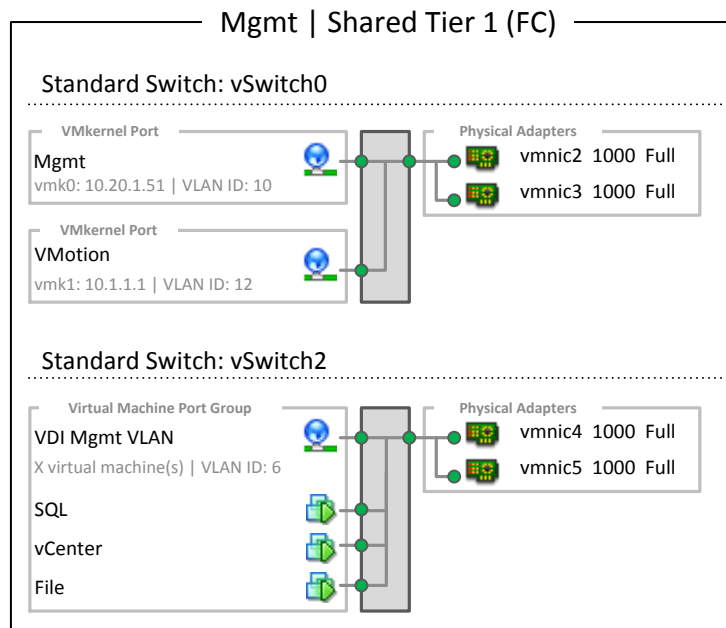 Mgmt | Shared Tier 1 (FC)
Standard Switch: vSwitch0
VMkernel Port
Mgmt
vmk0: 10.20.1.51 | VLAN ID: 10
Physical Adapters
vmnic2 1000 Full
vmnic3 1000 Full
VMkernel Port
VMotion
vmk1: 10.1.1.1 | VLAN ID: 12
Standard Switch: vSwitch2
Virtual Machine Port Group
VDI Mgmt VLAN
X virtual machine(s) | VLAN ID: 6
SQL
vCenter
File
Physical Adapters
vmnic4 1000 Full
vmnic5 1000 Full